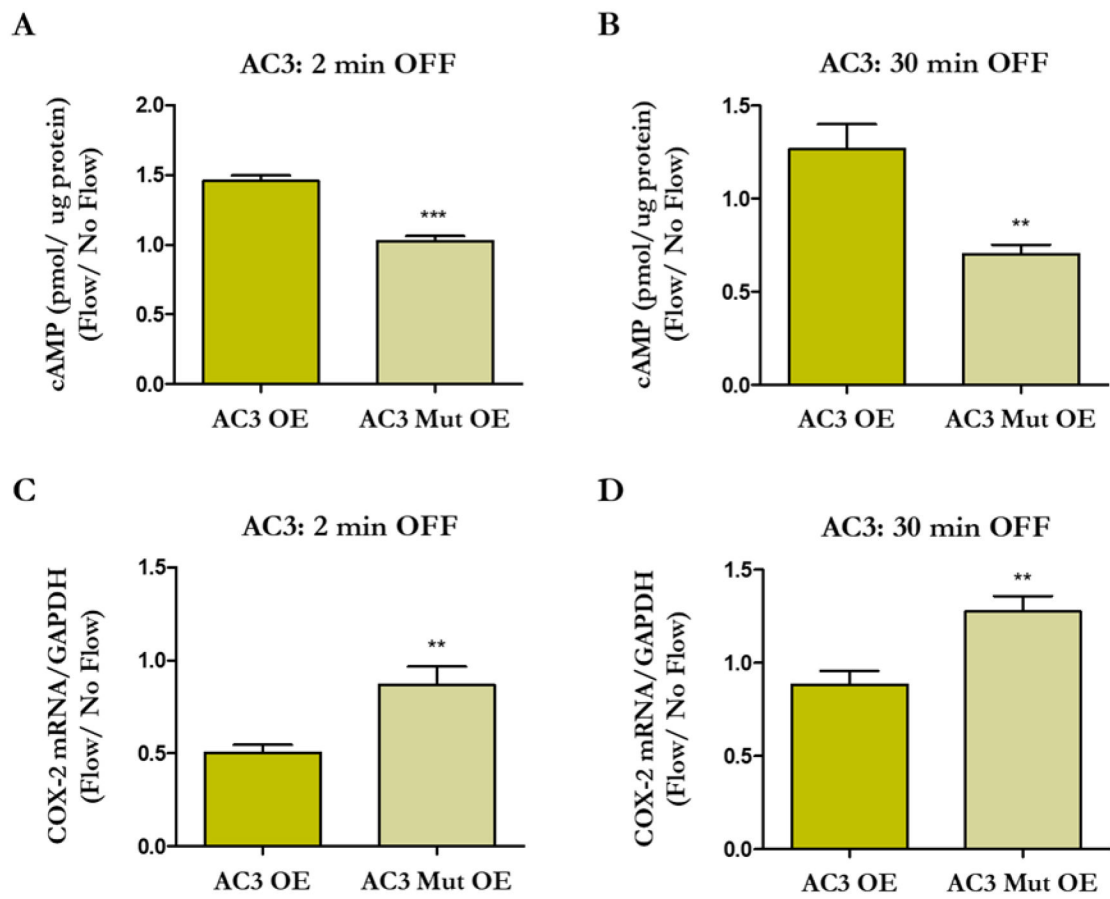 A
AC3: 2 min OFF
cAMP (pmol/ ug protein)
(Flow/ No Flow)
2.0
1.5
1.0
0.5
0.0
***
AC3 OE
AC3 Mut OE
B
AC3: 30 min OFF
cAMP (pmol/ ug protein)
(Flow/ No Flow)
1.5
1.0
0.5
0.0
**
AC3 OE
AC3 Mut OE
C
AC3: 2 min OFF
COX-2 mRNA/GAPDH
(Flow/ No Flow)
1.5
1.0
0.5
0.0
**
AC3 OE
AC3 Mut OE
D
AC3: 30 min OFF
COX-2 mRNA/GAPDH
(Flow/ No Flow)
1.5
1.0
0.5
0.0
**
AC3 OE
AC3 Mut OE